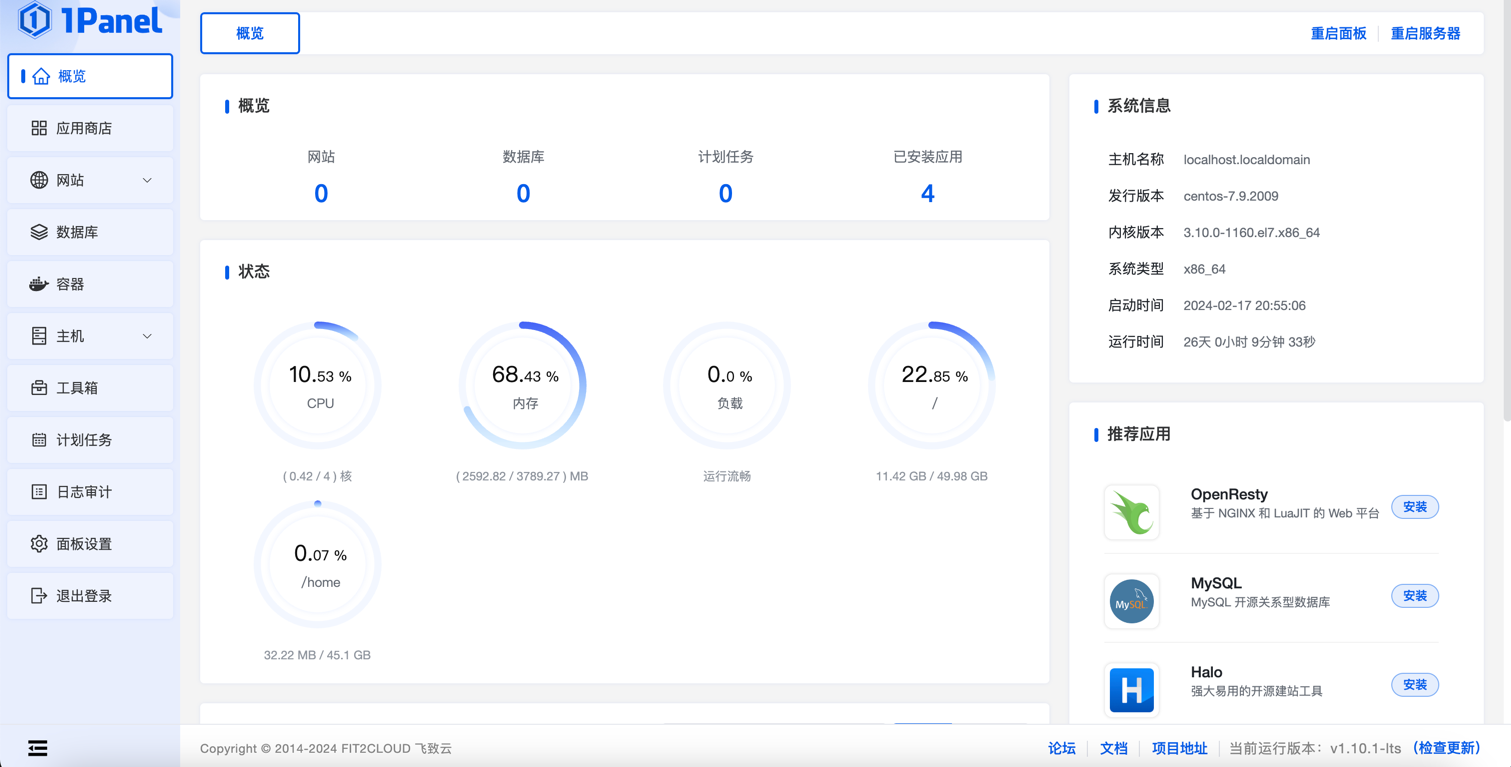 1Panel
概览
应用商店
网站
数据库
容器
主机
工具箱
计划任务
日志审计
面板设置
退出登录
概览
重启面板 重启服务器
概览
网站 数据库 计划任务 已安装应用
0 0 0 4
状态
10.53 % 68.43 % 0.0 % 22.85 %
CPU 内存 负载 /
( 0.42 / 4 ) 核 ( 2592.82 / 3789.27 ) MB 运行流畅 11.42 GB / 49.98 GB
0.07 %
/home
32.22 MB / 45.1 GB
系统信息
主机名称 localhost.localdomain
发行版本 centos-7.9.2009
内核版本 3.10.0-1160.el7.x86_64
系统类型 x86_64
启动时间 2024-02-17 20:55:06
运行时间 26天 0小时 9分钟 33秒
推荐应用
OpenResty
基于 NGINX 和 LuaJIT 的 Web 平台
安装
MySQL
MySQL
MySQL 开源关系型数据库
安装
H
Halo
强大易用的开源建站工具
安装
Copyright © 2014-2024 FIT2CLOUD 飞致云
论坛 文档 项目地址 当前运行版本： v1.10.1-lts (检查更新)